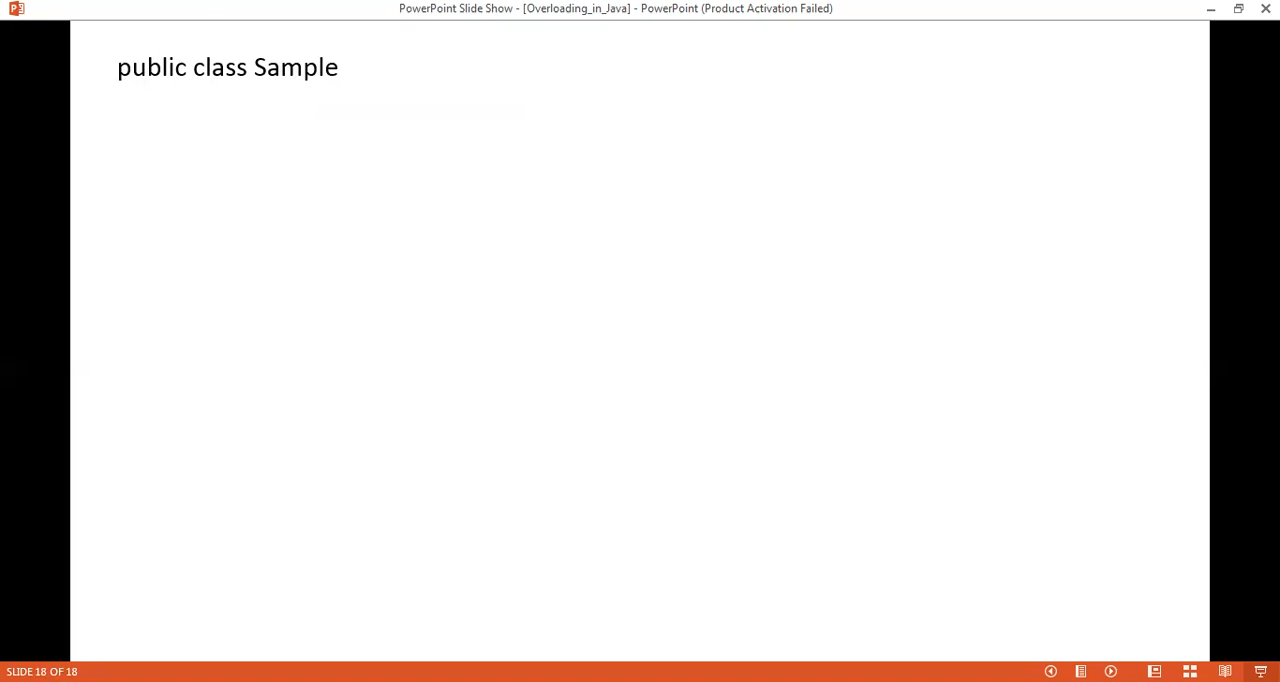 PowerPoint Slide Show - [Overloading_in_Java] - PowerPoint (Product Activation Failed)
public class Sample
SLIDE 18 OF 18